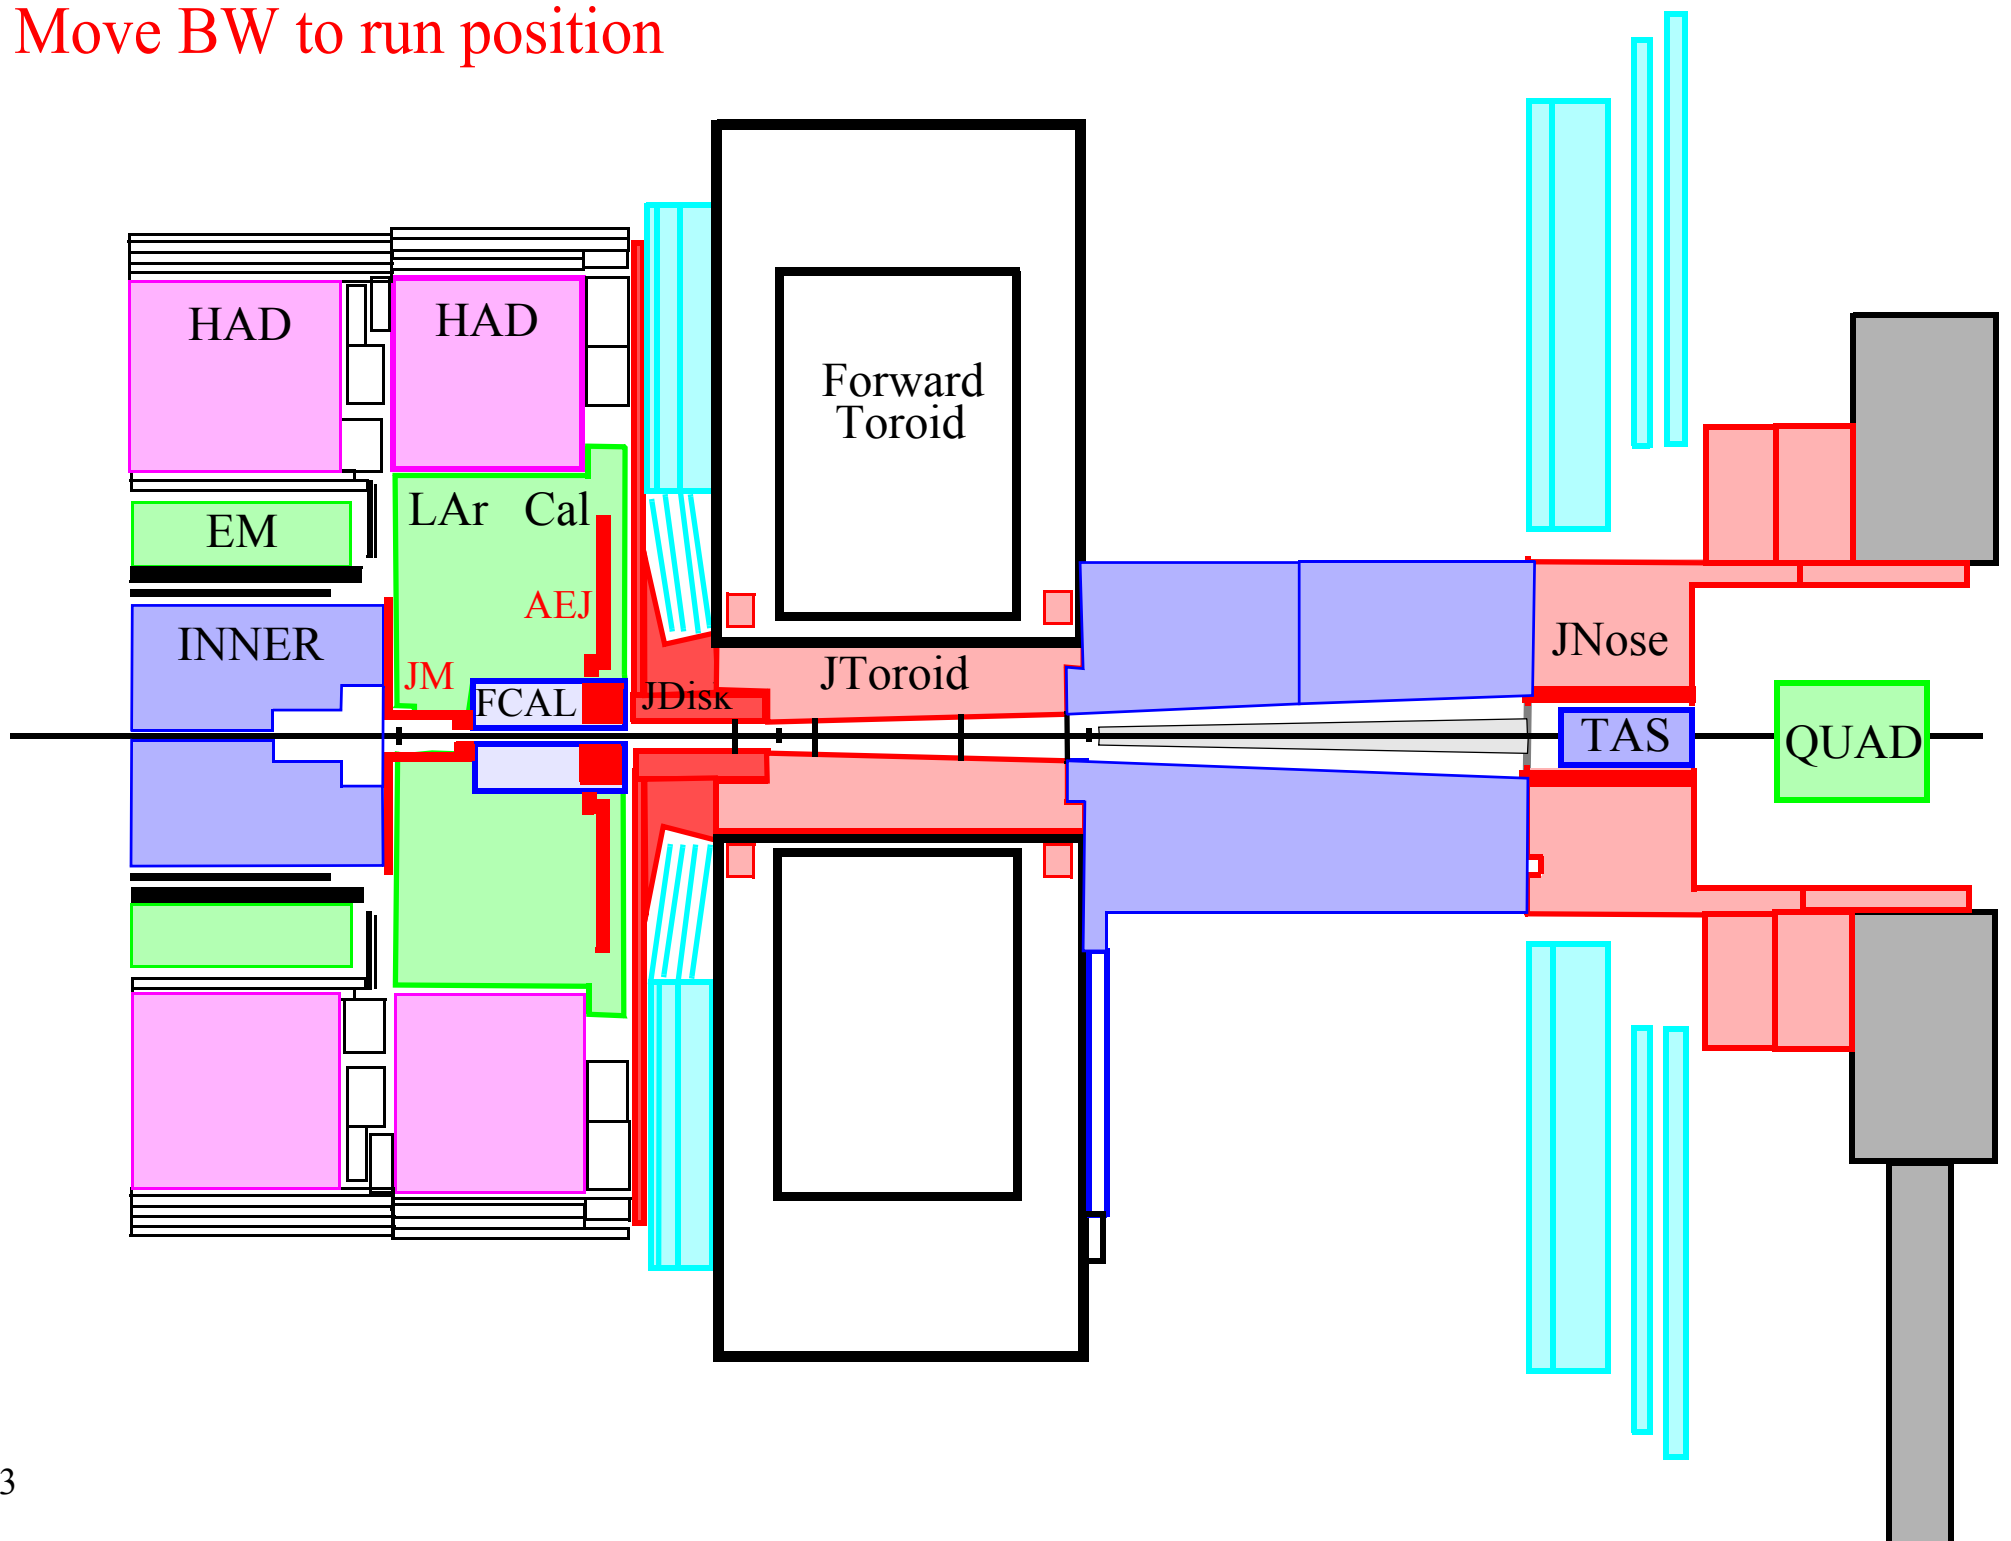 Move BW to run position
HAD
HAD
Forward
Toroid
LAr Cal
EM
AEJ
INNER
JM
FCAL
JDisk
JToroid
JNose
TAS
QUAD
3